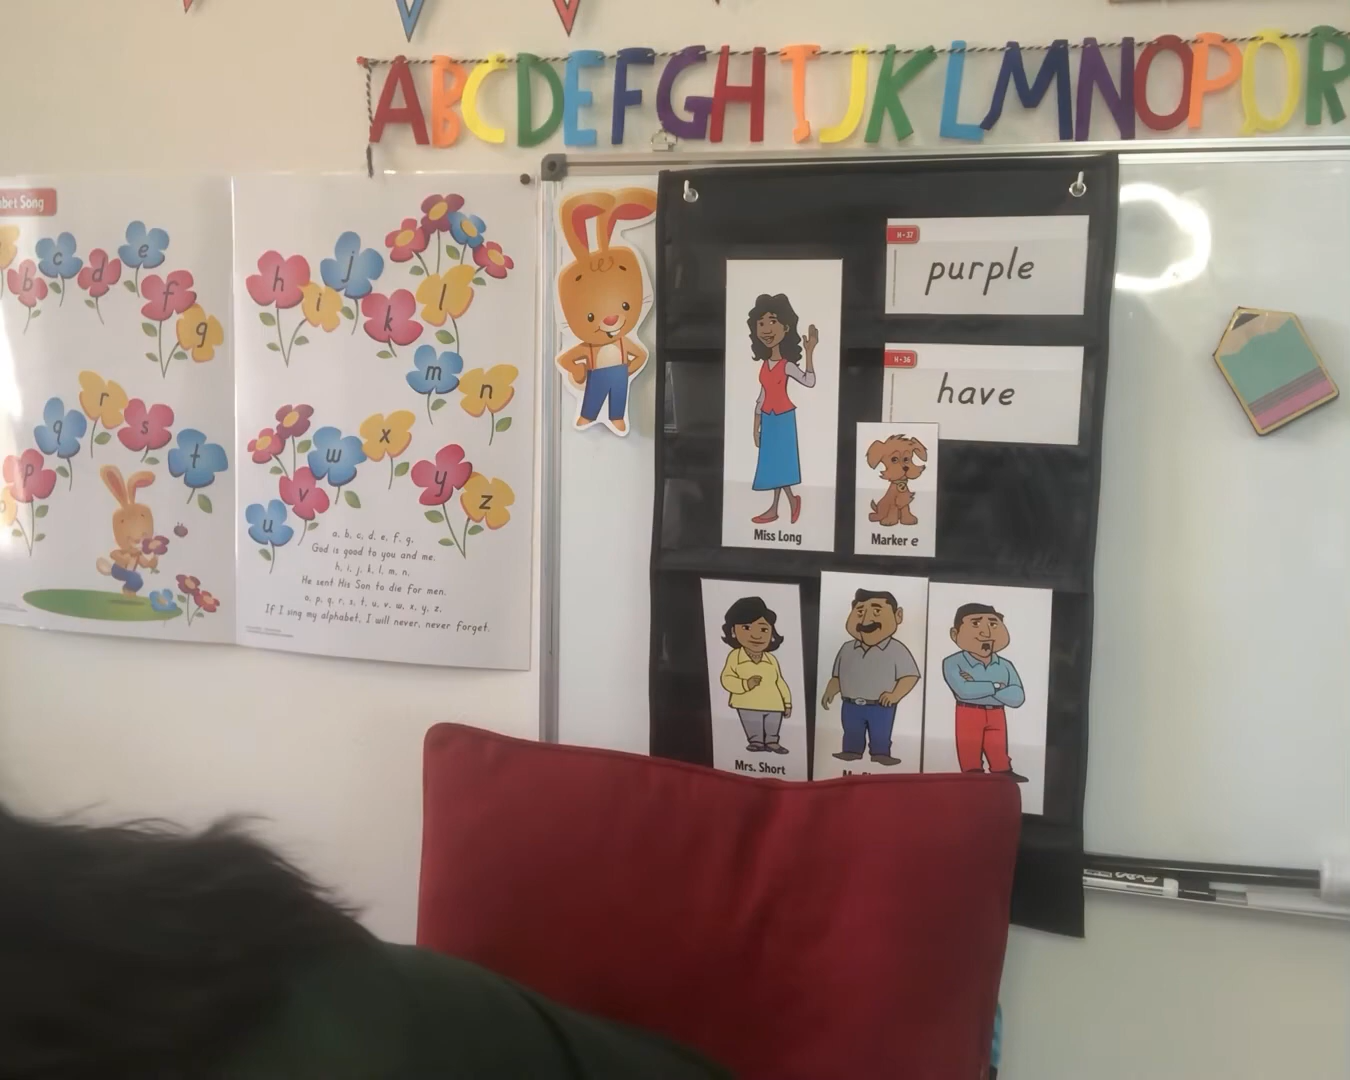 ABCDEFGHIJKLMNOPQR
Song
b c d e f g
h i j k l
m n
q r s t
p
u v w x y z
a, b, c, d, e, f, g,
God is good to you and me.
h, i, j, k, l, m, n,
He sent His Son to die for men.
o, p, q, r, s, t, u, v, w, x, y, z.
If I sing my alphabet, I will never, never forget.
H - 37
purple
H - 36
have
Miss Long
Marker e
Mrs. Short